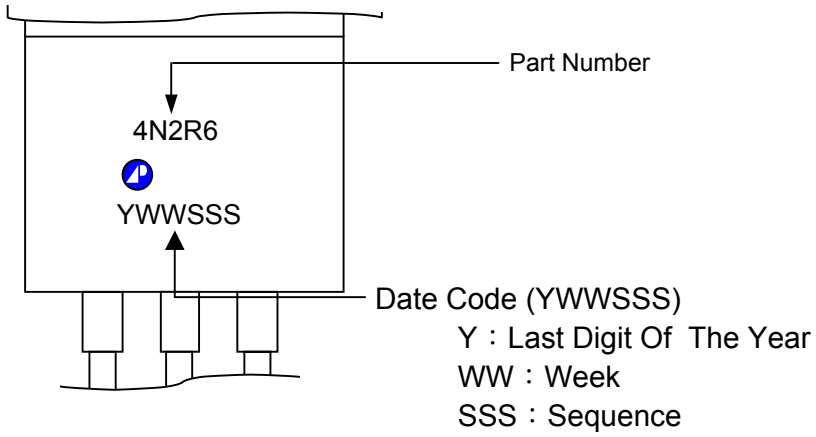 Part Number
4N2R6
YWWSSS
Date Code (YWWSSS)
Y：Last Digit Of The Year
WW：Week
SSS：Sequence